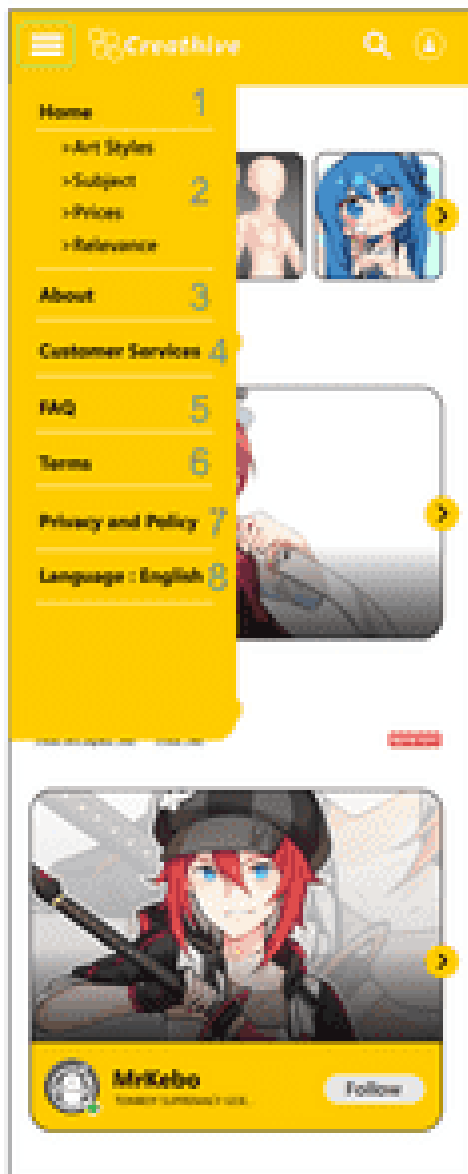 Creathive
Home 1
>Art Styles
>Subject
2
>Prices
>Relevance
About 3
Customer Services 4
FAQ 5
Terms 6
Privacy and Policy 7
Language : English 8
MrKebo
Follow